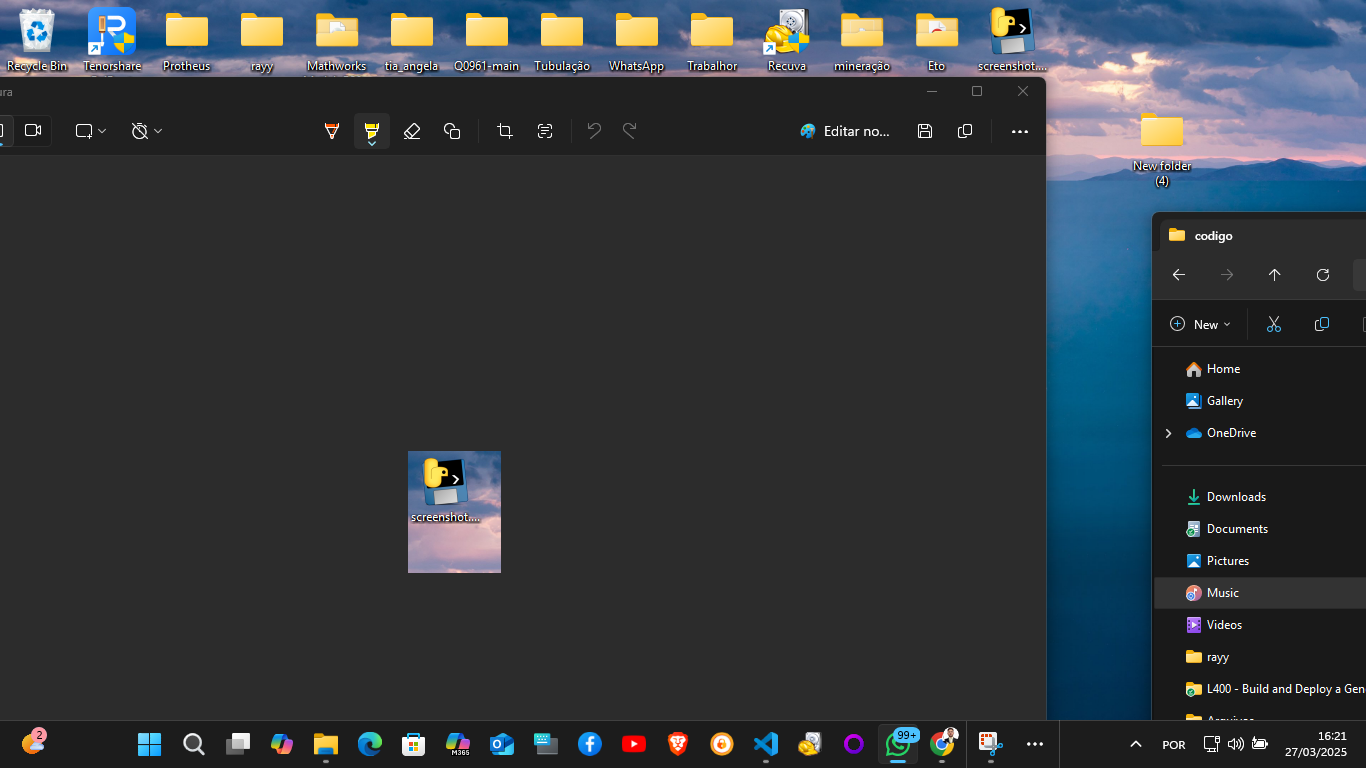 Recycle Bin
Tenorshare
Protheus
rayy
Mathworks
tia_angela
Q0961-main
Tubulação
WhatsApp
Trabalhor
Recuva
mineração
Eto
screenshot....
ura
Editar no...
New folder
(4)
codigo
New
Home
Gallery
OneDrive
Downloads
Documents
Pictures
Music
Videos
rayy
L400 - Build and Deploy a Gen
screenshot....
2
M365
99+
POR
16:21
27/03/2025